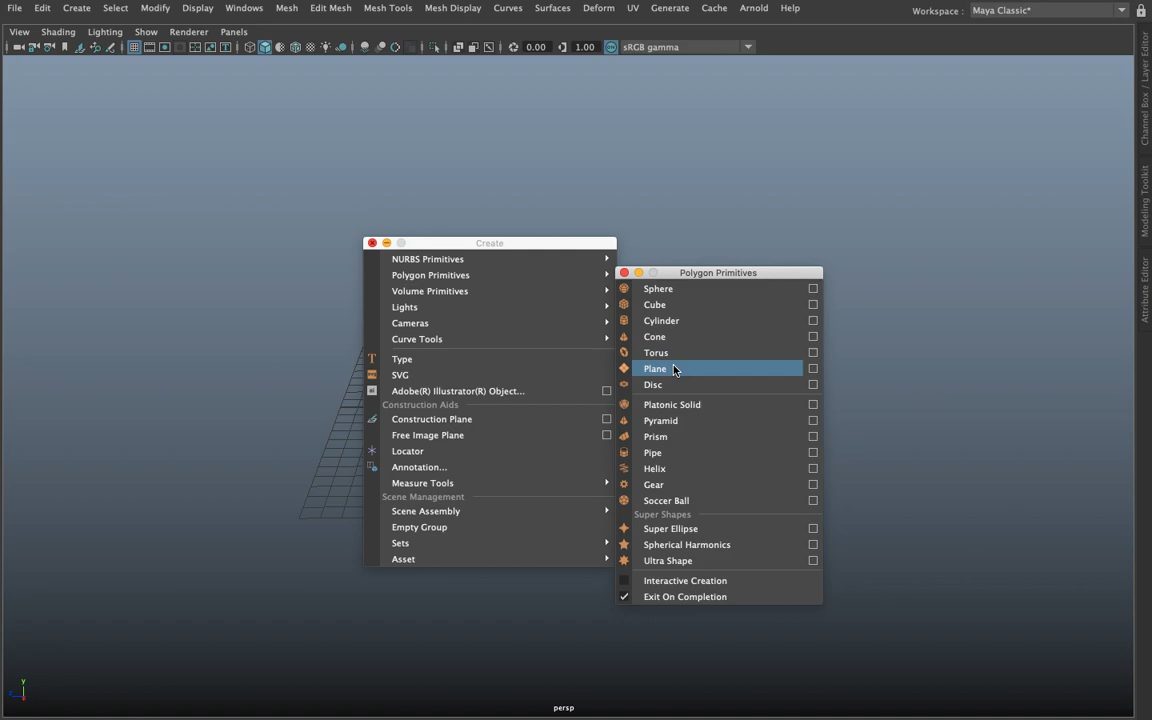 File Edit Create Select Modify Display Windows Mesh Edit Mesh Mesh Tools Mesh Display Curves Surfaces Deform UV Generate Cache Arnold Help Workspace : Maya Classic*
View Shading Lighting Show Renderer Panels
0.00 1.00 sRGB gamma
Channel Box / Layer Editor
Modeling Toolkit
Attribute Editor
Create
NURBS Primitives
Polygon Primitives
Volume Primitives
Lights
Cameras
Curve Tools
Type
SVG
Adobe(R) Illustrator(R) Object...
Construction Aids
Construction Plane
Free Image Plane
Locator
Annotation...
Measure Tools
Scene Management
Scene Assembly
Empty Group
Sets
Asset
Polygon Primitives
Sphere
Cube
Cylinder
Cone
Torus
Plane
Disc
Platonic Solid
Pyramid
Prism
Pipe
Helix
Gear
Soccer Ball
Super Shapes
Super Ellipse
Spherical Harmonics
Ultra Shape
Interactive Creation
Exit On Completion
y
z
persp